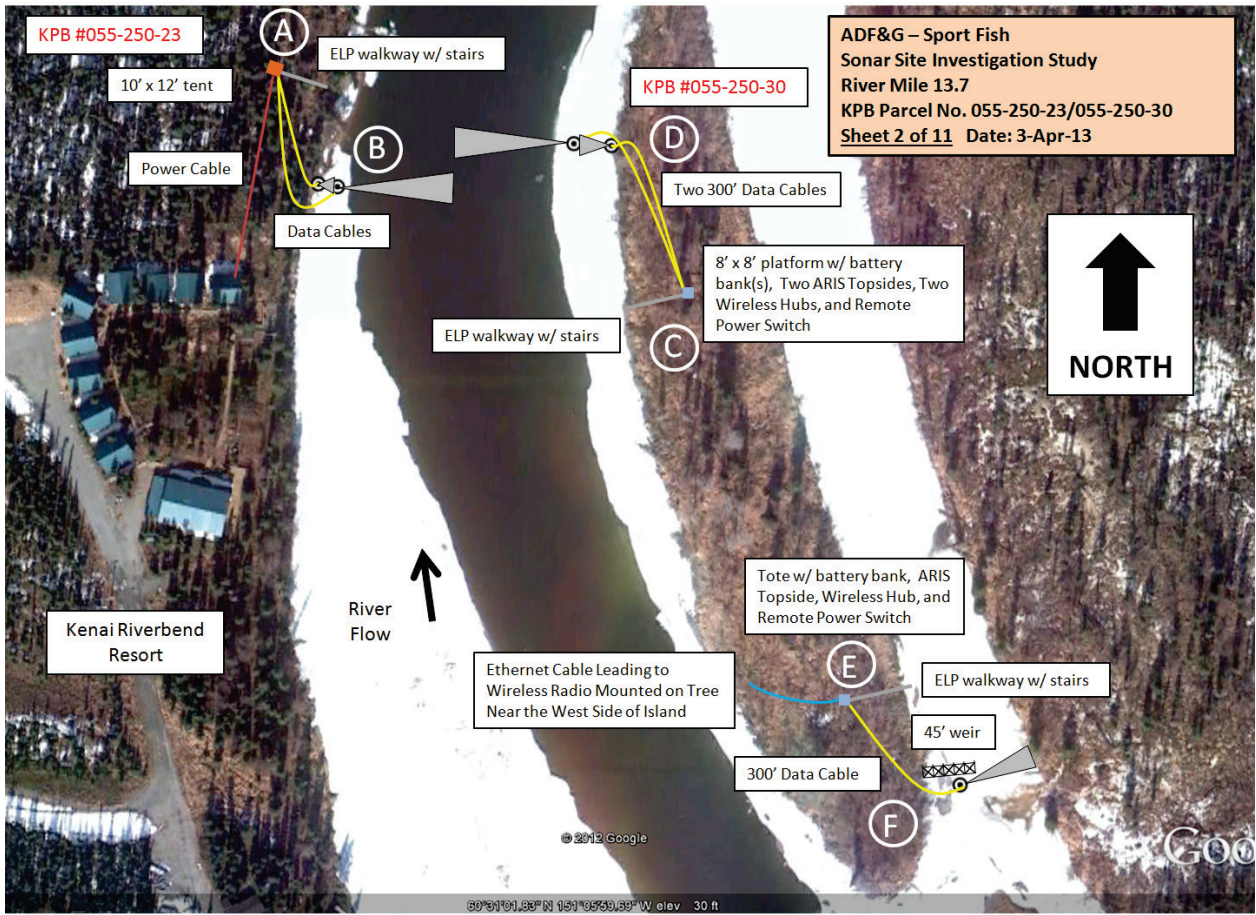 KPB #055-250-23
A
ELP walkway w/ stairs
10' x 12' tent
B
Power Cable
Data Cables
KPB #055-250-30
D
Two 300' Data Cables
8' x 8' platform w/ battery
bank(s), Two ARIS Topsides, Two
Wireless Hubs, and Remote
Power Switch
ELP walkway w/ stairs
C
ADF&G – Sport Fish
Sonar Site Investigation Study
River Mile 13.7
KPB Parcel No. 055-250-23/055-250-30
Sheet 2 of 11 Date: 3-Apr-13
NORTH
Kenai Riverbend
Resort
River
Flow
Tote w/ battery bank, ARIS
Topside, Wireless Hub, and
Remote Power Switch
E
Ethernet Cable Leading to
Wireless Radio Mounted on Tree
Near the West Side of Island
ELP walkway w/ stairs
45' weir
300' Data Cable
F
© 2012 Google
Goo
60°31'01.83" N 151°05'59.69" W elev 30 ft